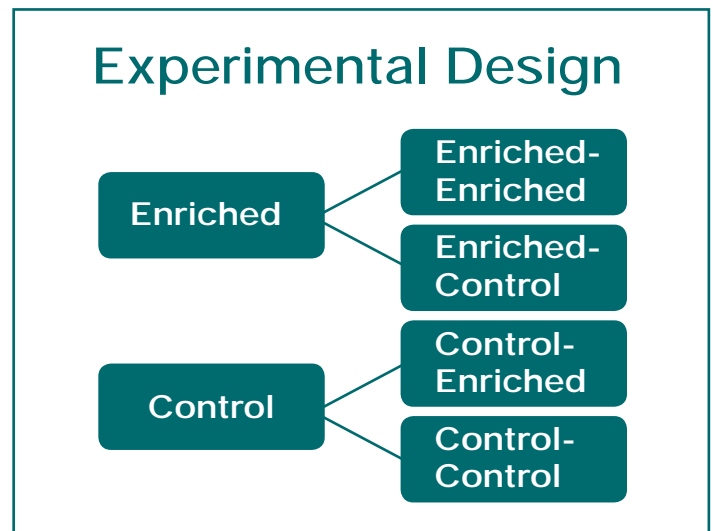 Experimental Design
Enriched
Enriched-
Enriched
Enriched-
Control
Control
Control-
Enriched
Control-
Control